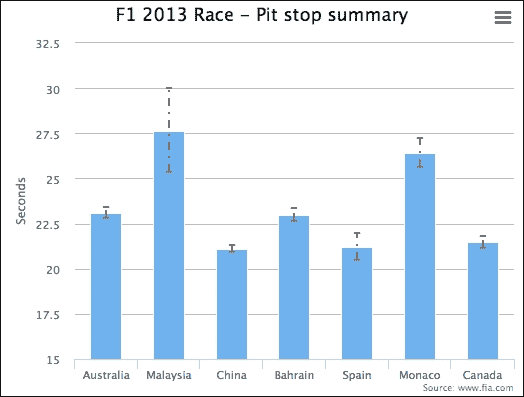 F1 2013 Race - Pit stop summary
32.5
30
27.5
25
22.5
20
17.5
15
Seconds
Australia Malaysia China Bahrain Spain Monaco Canada
Source: www.fia.com